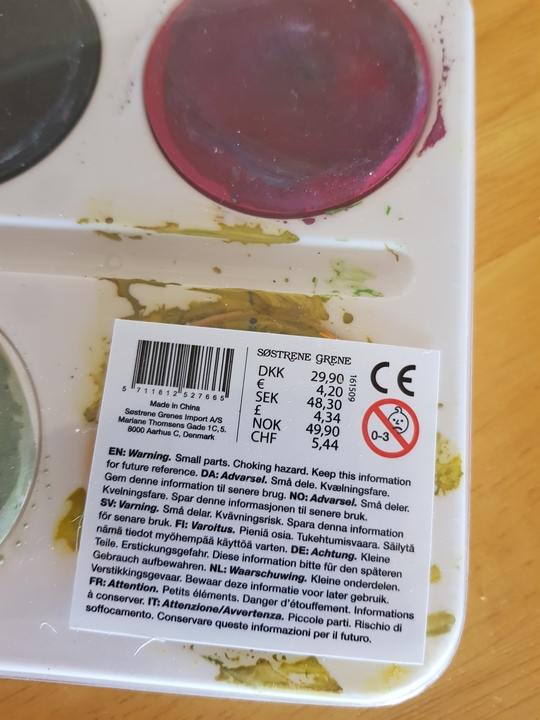 SØSTRENE GRENE
DKK 29,90
€ 4,20
SEK 48,30
£ 4,34
NOK 49,90
CHF 5,44
161509
CE
0-3
5 711612 527665
Made in China
Søstrene Grenes Import A/S
Mariane Thomsens Gade 1C, 5.
8000 Aarhus C, Denmark
EN: Warning. Small parts. Choking hazard. Keep this information
for future reference. DA: Advarsel. Små dele. Kvælningsfare.
Gem denne information til senere brug. NO: Advarsel. Små deler.
Kvelningsfare. Spar denne informasjonen til senere bruk.
SV: Varning. Små delar. Kvävningsrisk. Spara denna information
för senare bruk. FI: Varoitus. Pieniä osia. Tukehtumisvaara. Säilytä
nämä tiedot myöhempää käyttöä varten. DE: Achtung. Kleine
Teile. Erstickungsgefahr. Diese information bitte für den späteren
Gebrauch aufbewahren. NL: Waarschuwing. Kleine onderdelen.
Verstikkingsgevaar. Bewaar deze informatie voor later gebruik.
FR: Attention. Petits éléments. Danger d'étouffement. Informations
à conserver. IT: Attenzione/Avvertenza. Piccole parti. Rischio di
soffocamento. Conservare queste informazioni per il futuro.